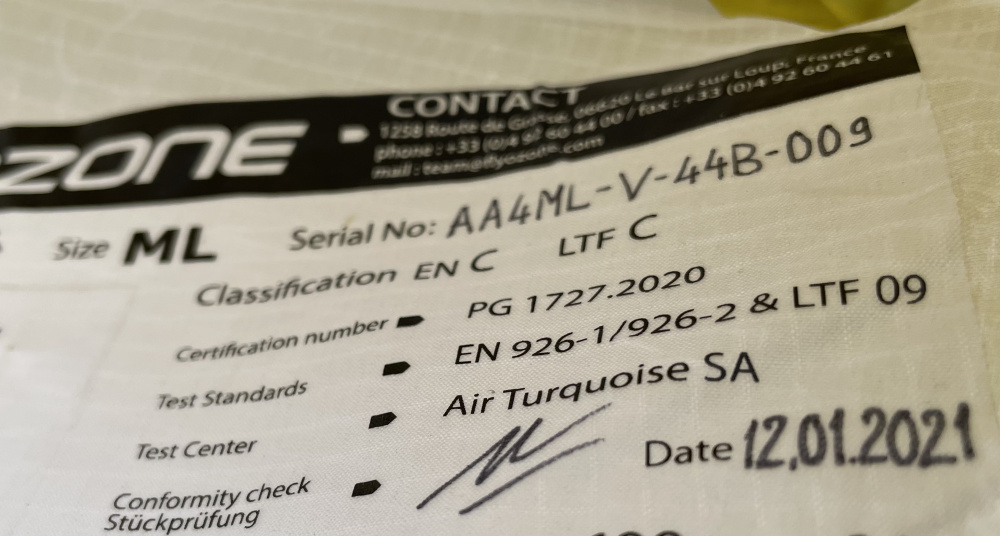 OZONE
CONTACT
1258 Route de Grasse, 06620 Le Bar sur Loup, France
phone : +33 (0)4 97 60 44 00 / fax : +33 (0)4 92 60 44 61
mail : team@flyozone.com
Size ML
Serial No: AA4ML-V-44B-009
Classification EN C LTF C
Certification number PG 1727.2020
Test Standards EN 926-1/926-2 & LTF 09
Test Center Air Turquoise SA
Conformity check
Stückprüfung
Date 12.01.2021